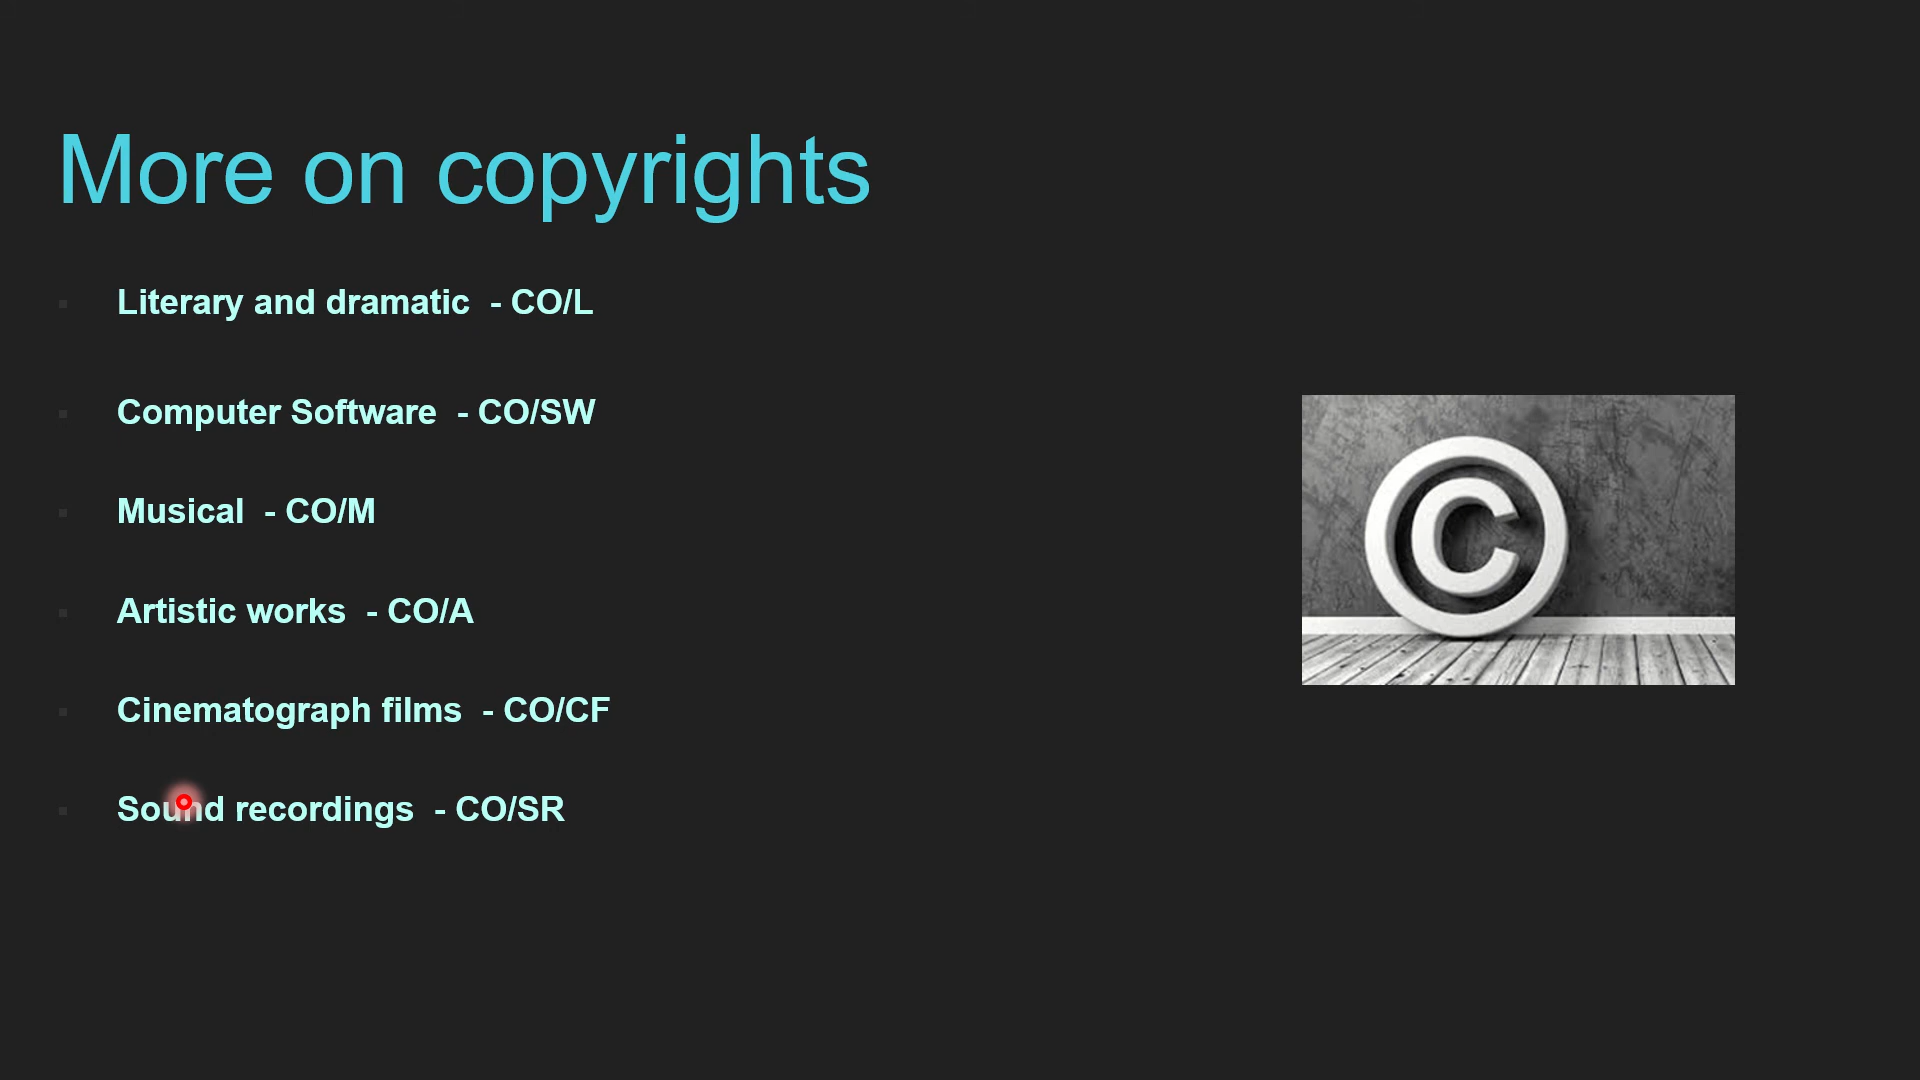 More on copyrights
Literary and dramatic - CO/L
Computer Software - CO/SW
Musical - CO/M
Artistic works - CO/A
Cinematograph films - CO/CF
Sound recordings - CO/SR
©